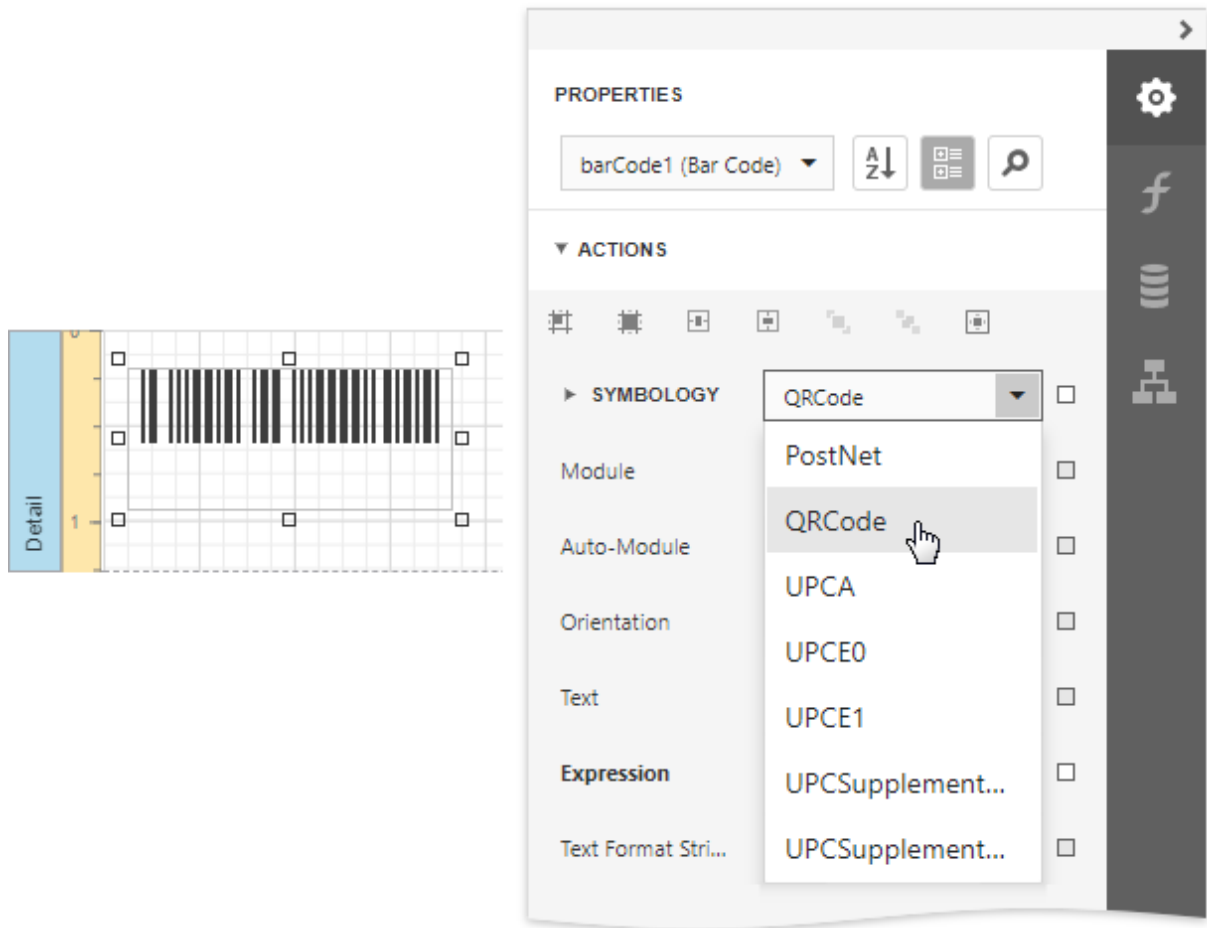 PROPERTIES
barCode1 (Bar Code)
A
Z
ACTIONS
SYMBOLOGY QRCode
PostNet
Module
QRCode
Auto-Module
UPCA
Orientation
UPCE0
Text
UPCE1
Expression
UPCSupplement...
Text Format Stri...
UPCSupplement...
0
Detail
1